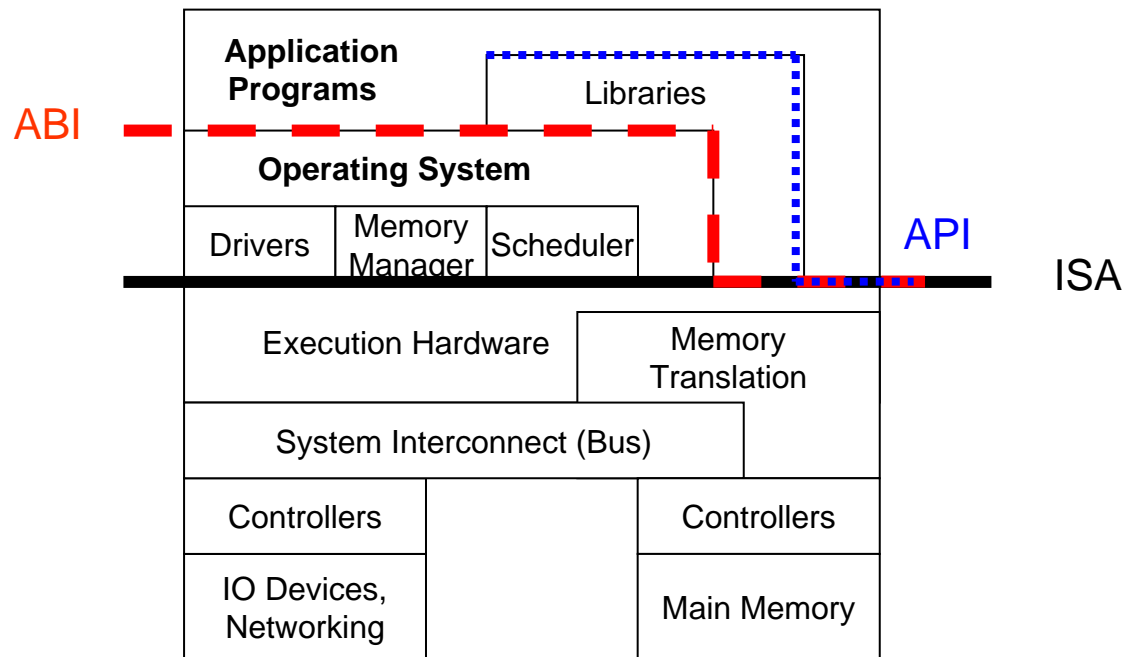 Application
Programs
Libraries
ABI
Operating System
Drivers
Memory
Manager
Scheduler
API
ISA
Execution Hardware
Memory
Translation
System Interconnect (Bus)
Controllers
Controllers
IO Devices,
Networking
Main Memory